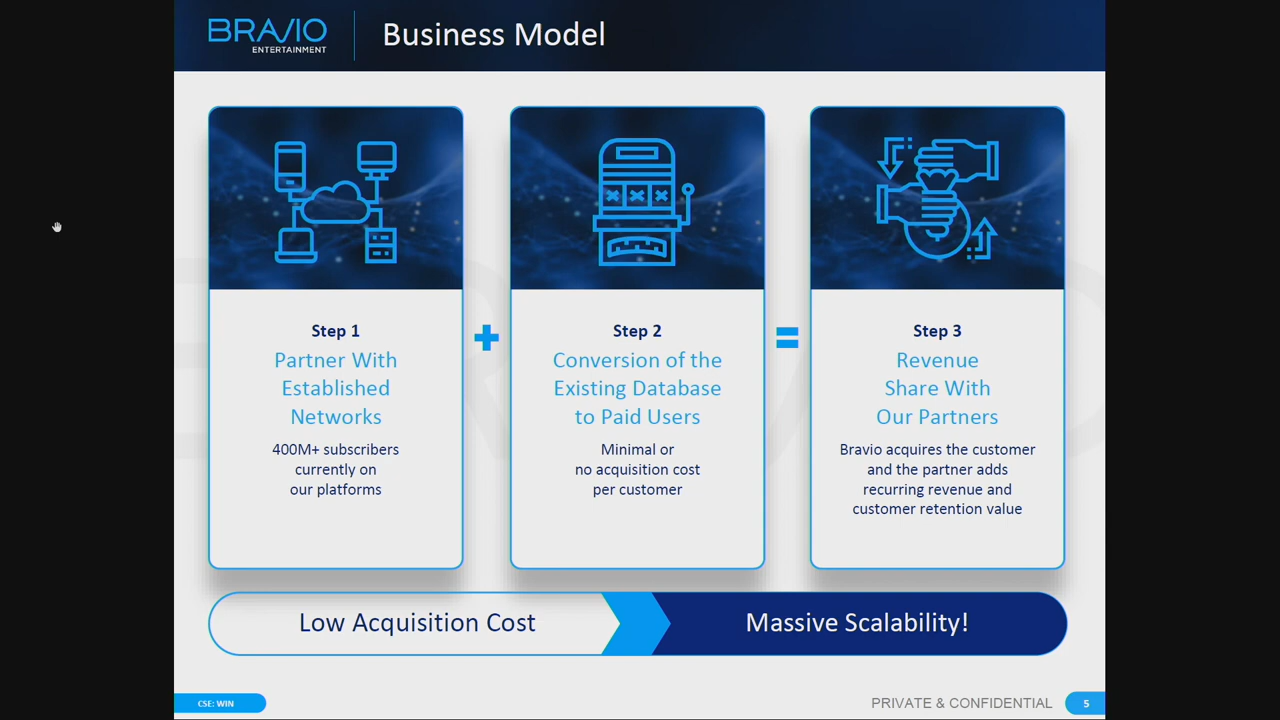 BRAVIO
ENTERTAINMENT
Business Model
Step 1
Partner With
Established
Networks
400M+ subscribers
currently on
our platforms
Step 2
Conversion of the
Existing Database
to Paid Users
Minimal or
no acquisition cost
per customer
Step 3
Revenue
Share With
Our Partners
Bravio acquires the customer
and the partner adds
recurring revenue and
customer retention value
Low Acquisition Cost
Massive Scalability!
CSE: WIN
PRIVATE & CONFIDENTIAL
5